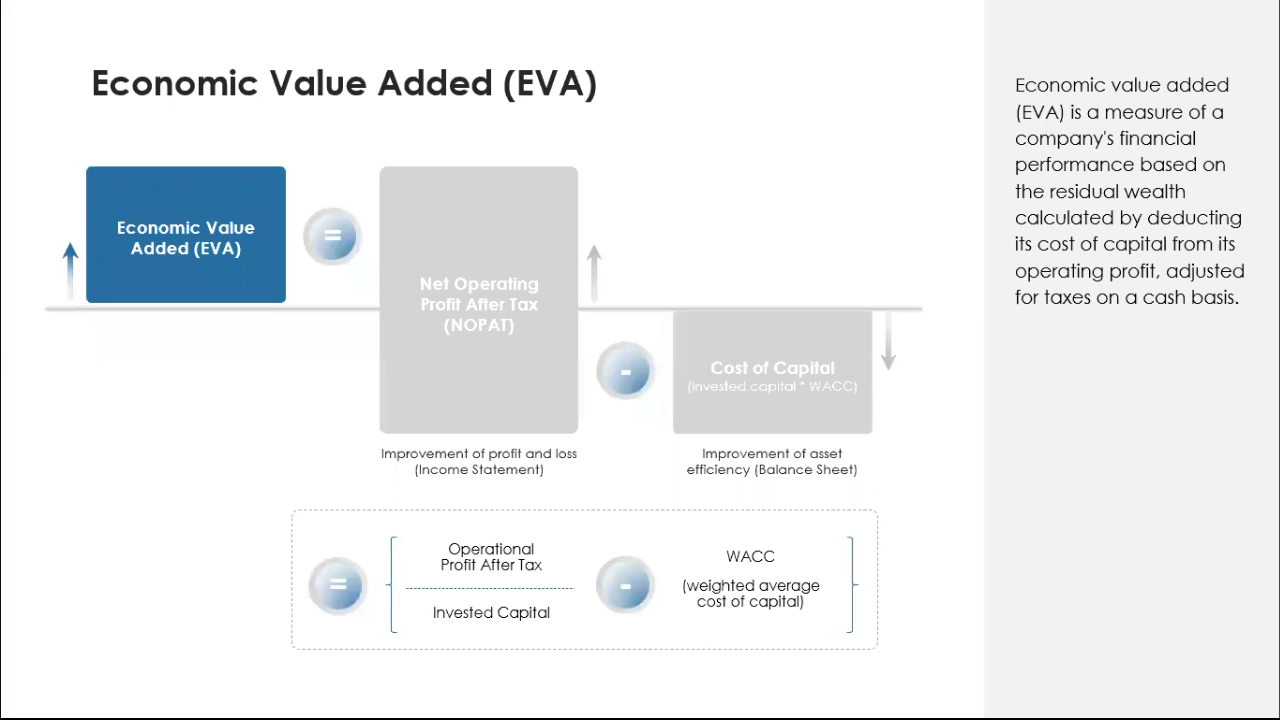 Economic Value Added (EVA)
Economic Value
Added (EVA)
=
Net Operating
Profit After Tax
(NOPAT)
-
Cost of Capital
(Invested capital * WACC)
Improvement of profit and loss
(Income Statement)
Improvement of asset
efficiency (Balance Sheet)
=
Operational
Profit After Tax
Invested Capital
-
WACC
(weighted average
cost of capital)
Economic value added
(EVA) is a measure of a
company's financial
performance based on
the residual wealth
calculated by deducting
its cost of capital from its
operating profit, adjusted
for taxes on a cash basis.